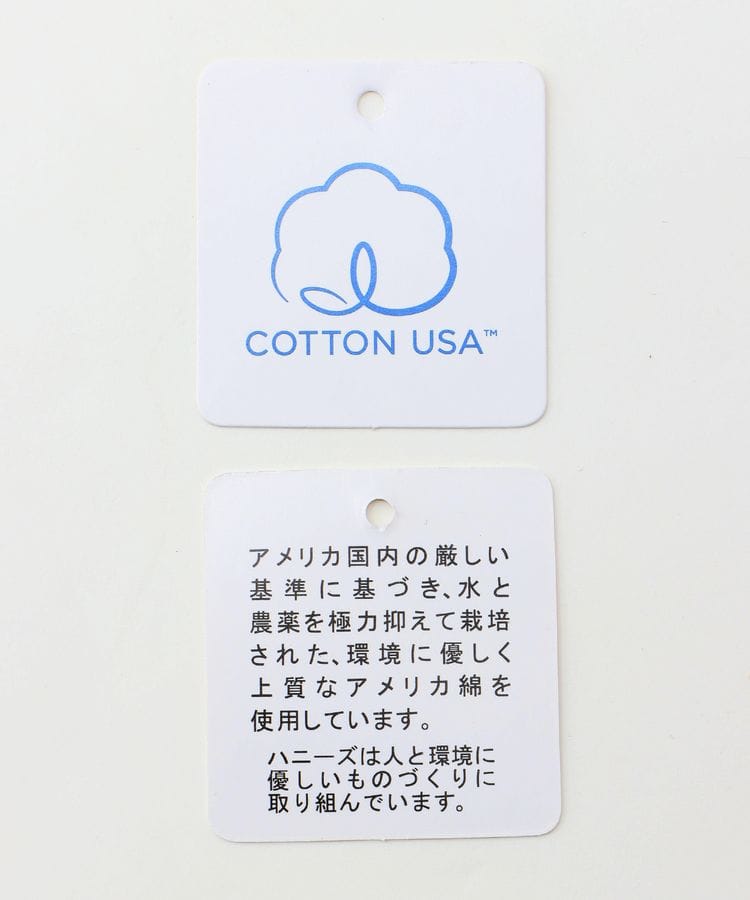 COTTON USA™
アメリカ国内の厳しい
基準に基づき、水と
農薬を極力抑えて栽培
された、環境に優しく
上質なアメリカ綿を
使用しています。
ハニーズは人と環境に
優しいものづくりに
取り組んでいます。